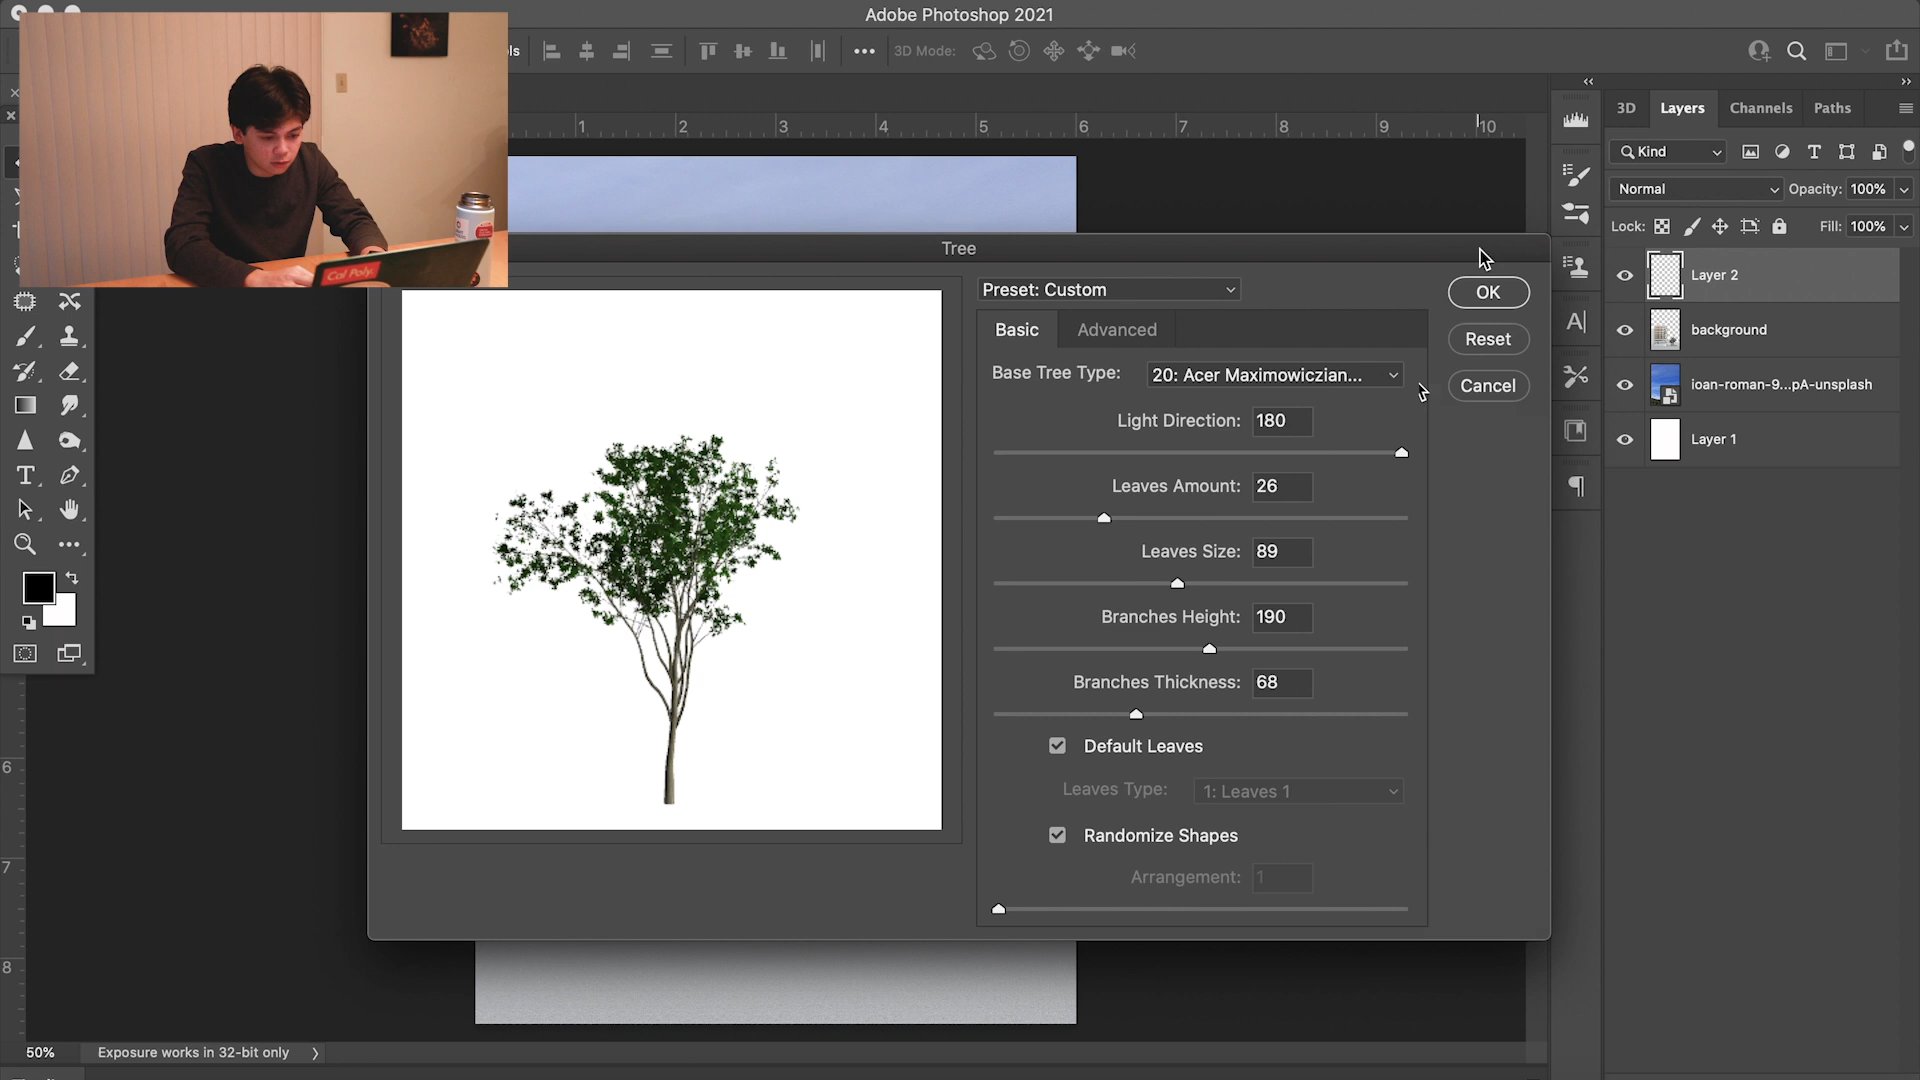 Adobe Photoshop 2021
ols
3D Mode:
1 2 3 4 5 6 7 8 9 10
3D Layers Channels Paths
Kind
Normal Opacity: 100%
Lock: Fill: 100%
Layer 2
background
ioan-roman-9...pA-unsplash
Layer 1
Cal Poly.
Tree
Preset: Custom
OK
Basic Advanced
Reset
Base Tree Type: 20: Acer Maximowiczian...
Cancel
Light Direction: 180
Leaves Amount: 26
Leaves Size: 89
Branches Height: 190
Branches Thickness: 68
Default Leaves
Leaves Type: 1: Leaves 1
Randomize Shapes
Arrangement: 1
6
7
8
50% Exposure works in 32-bit only